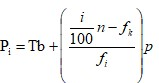 P_i = Tb + ( ( i/100 n − f_k ) / f_i ) p